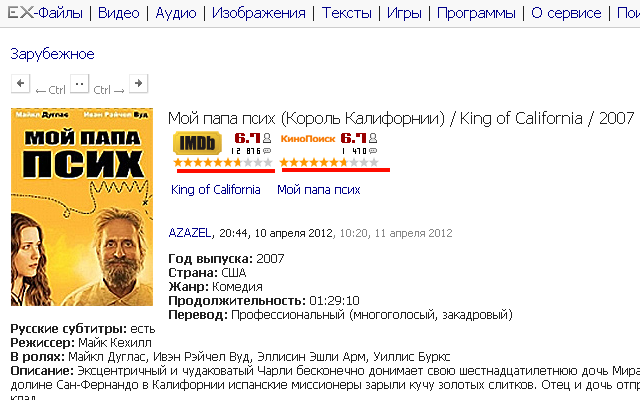 EX-Файлы | Видео | Аудио | Изображения | Тексты | Игры | Программы | О сервисе | Пои
Зарубежное
←Ctrl .. Ctrl→
Майкл Дуглас Иван Рэйчел Вуд
МОЙ ПАПА
ПСИХ
Мой папа псих (Король Калифорнии) / King of California / 2007
IMDb 6.7 КиноПоиск 6.7
12 876 1 470
King of California Мой папа псих
AZAZEL, 20:44, 10 апреля 2012, 10:20, 11 апреля 2012
Год выпуска: 2007
Страна: США
Жанр: Комедия
Продолжительность: 01:29:10
Перевод: Профессиональный (многоголосый, закадровый)
Русские субтитры: есть
Режиссер: Майк Кехилл
В ролях: Майкл Дуглас, Ивэн Рэйчел Вуд, Эллисин Эшли Арм, Уиллис Буркс
Описание: Эксцентричный и чудаковатый Чарли бесконечно донимает свою шестнадцатилетнюю дочь Мира
долине Сан-Фернандо в Калифорнии испанские миссионеры зарыли кучу золотых слитков. Отец и дочь отпр
клад